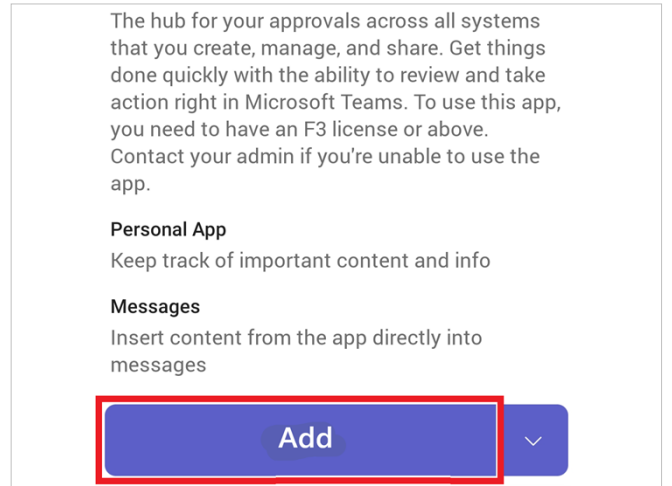 The hub for your approvals across all systems
that you create, manage, and share. Get things
done quickly with the ability to review and take
action right in Microsoft Teams. To use this app,
you need to have an F3 license or above.
Contact your admin if you're unable to use the
app.
Personal App
Keep track of important content and info
Messages
Insert content from the app directly into
messages
Add